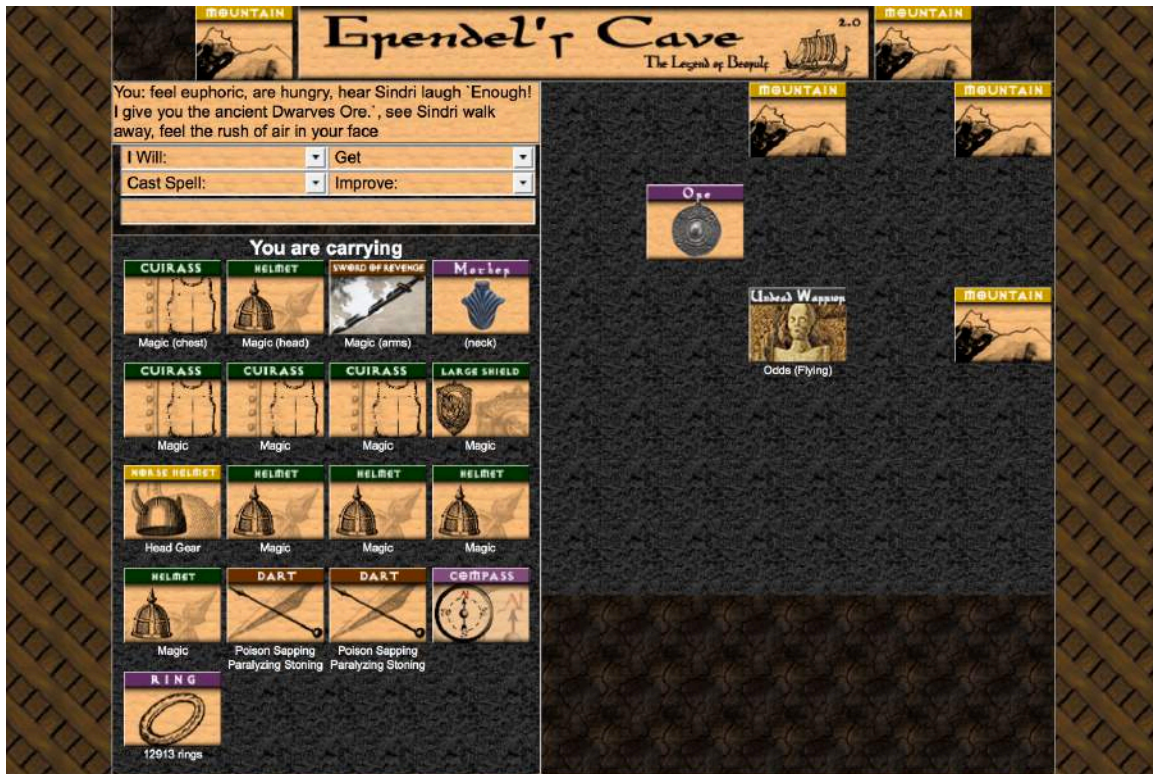 MOUNTAIN
Grendel's Cave
2.0
The Legend of Beowulf
MOUNTAIN
You: feel euphoric, are hungry, hear Sindri laugh `Enough!
I give you the ancient Dwarves Ore.`, see Sindri walk
away, feel the rush of air in your face
I Will:
Get
Cast Spell:
Improve:
You are carrying
CUIRASS
HELMET
SWORD OF REVENGE
Mother
Magic (chest)
Magic (head)
Magic (arms)
(neck)
CUIRASS
CUIRASS
CUIRASS
LARGE SHIELD
Magic
Magic
Magic
Magic
NORSE HELMET
HELMET
HELMET
HELMET
Head Gear
Magic
Magic
Magic
HELMET
DART
DART
COMPASS
N
Magic
Poison Sapping
Paralyzing Stoning
Poison Sapping
Paralyzing Stoning
RING
12913 rings
MOUNTAIN
MOUNTAIN
Ore
Undead Warrior
MOUNTAIN
Odds (Flying)